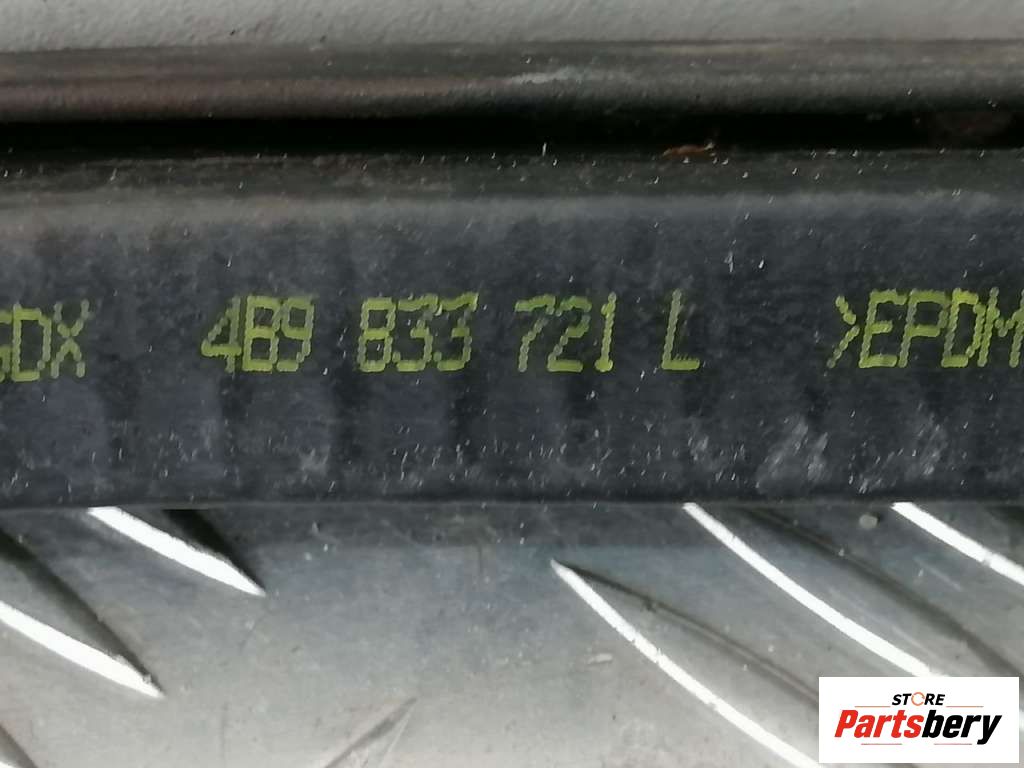 GDX 4B9 833 721 L >EPDM
STORE
Partsbery